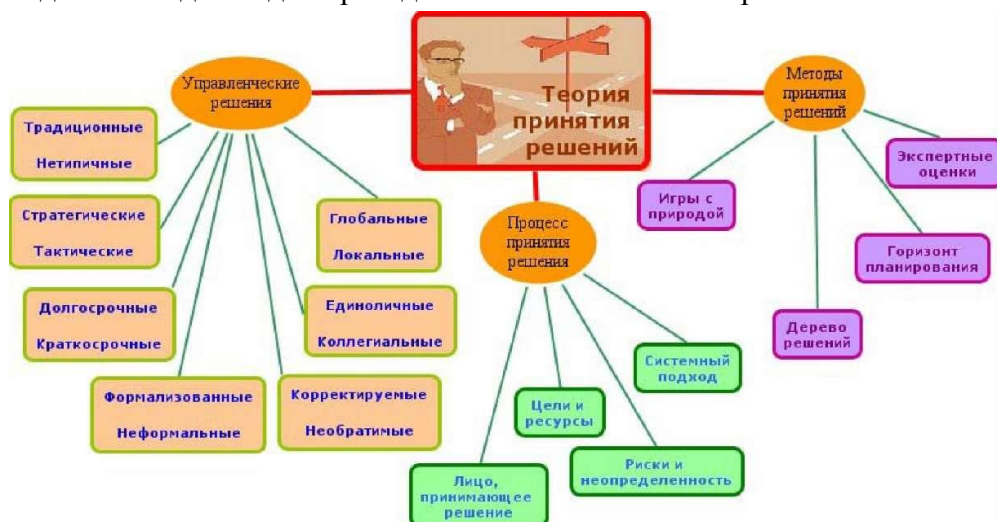 Теория
принятия
решений
Управленческие
решения
Традиционные
Нетипичные
Стратегические
Тактические
Долгосрочные
Краткосрочные
Формализованные
Неформальные
Глобальные
Локальные
Единоличные
Коллегиальные
Корректируемые
Необратимые
Процесс
принятия
решения
Лицо,
принимающее
решение
Цели и
ресурсы
Риски и
неопределенность
Системный
подход
Методы
принятия
решений
Игры с
природой
Дерево
решений
Горизонт
планирования
Экспертные
оценки